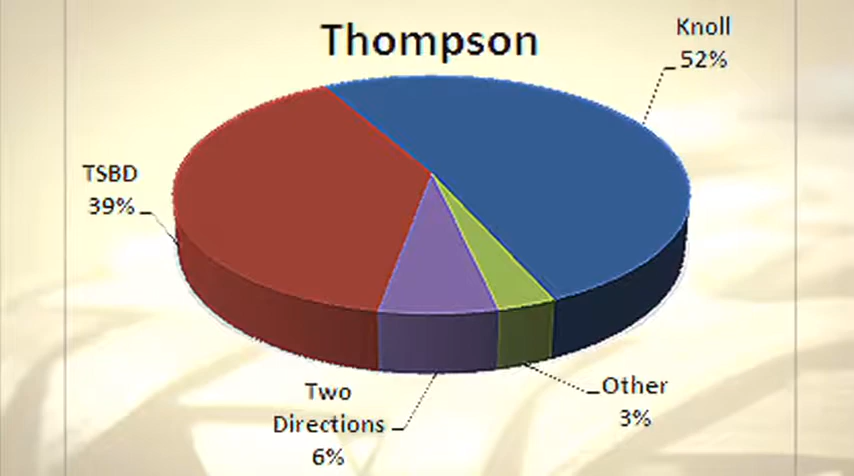 Thompson
Knoll
52%
TSBD
39%
Two
Directions
6%
Other
3%